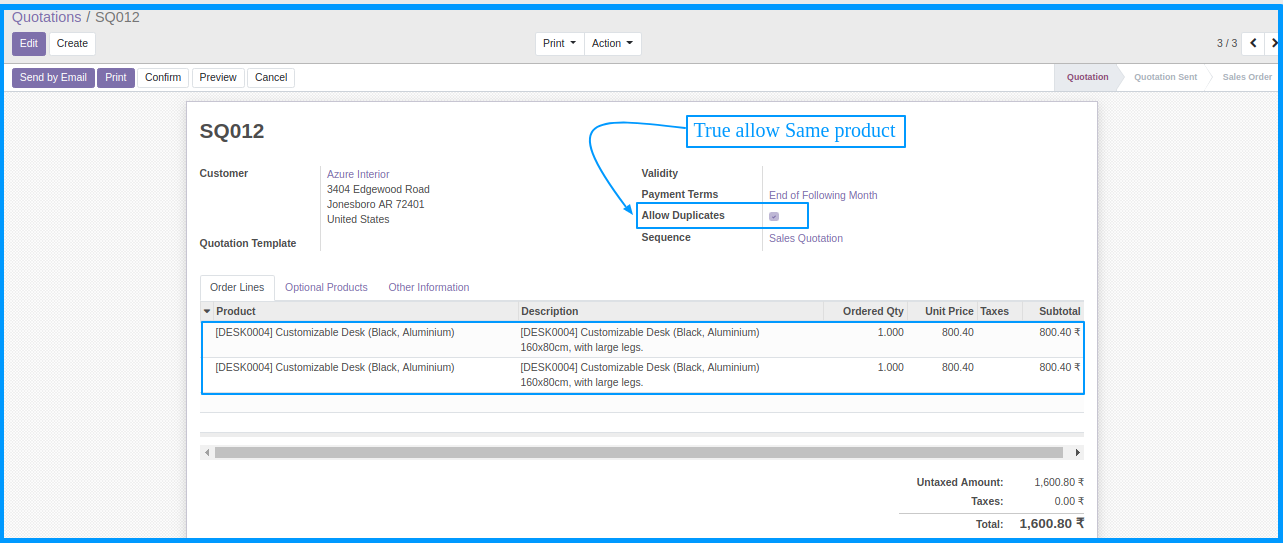 Quotations / SQ012
Edit Create Print Action 3 / 3
Send by Email Print Confirm Preview Cancel Quotation Quotation Sent Sales Order
SQ012
True allow Same product
Customer Azure Interior
3404 Edgewood Road
Jonesboro AR 72401
United States
Quotation Template
Validity
Payment Terms End of Following Month
Allow Duplicates
Sequence Sales Quotation
Order Lines Optional Products Other Information
Product Description Ordered Qty Unit Price Taxes Subtotal
[DESK0004] Customizable Desk (Black, Aluminium) [DESK0004] Customizable Desk (Black, Aluminium) 1.000 800.40 800.40 ₹
160x80cm, with large legs.
[DESK0004] Customizable Desk (Black, Aluminium) [DESK0004] Customizable Desk (Black, Aluminium) 1.000 800.40 800.40 ₹
160x80cm, with large legs.
Untaxed Amount: 1,600.80 ₹
Taxes: 0.00 ₹
Total: 1,600.80 ₹